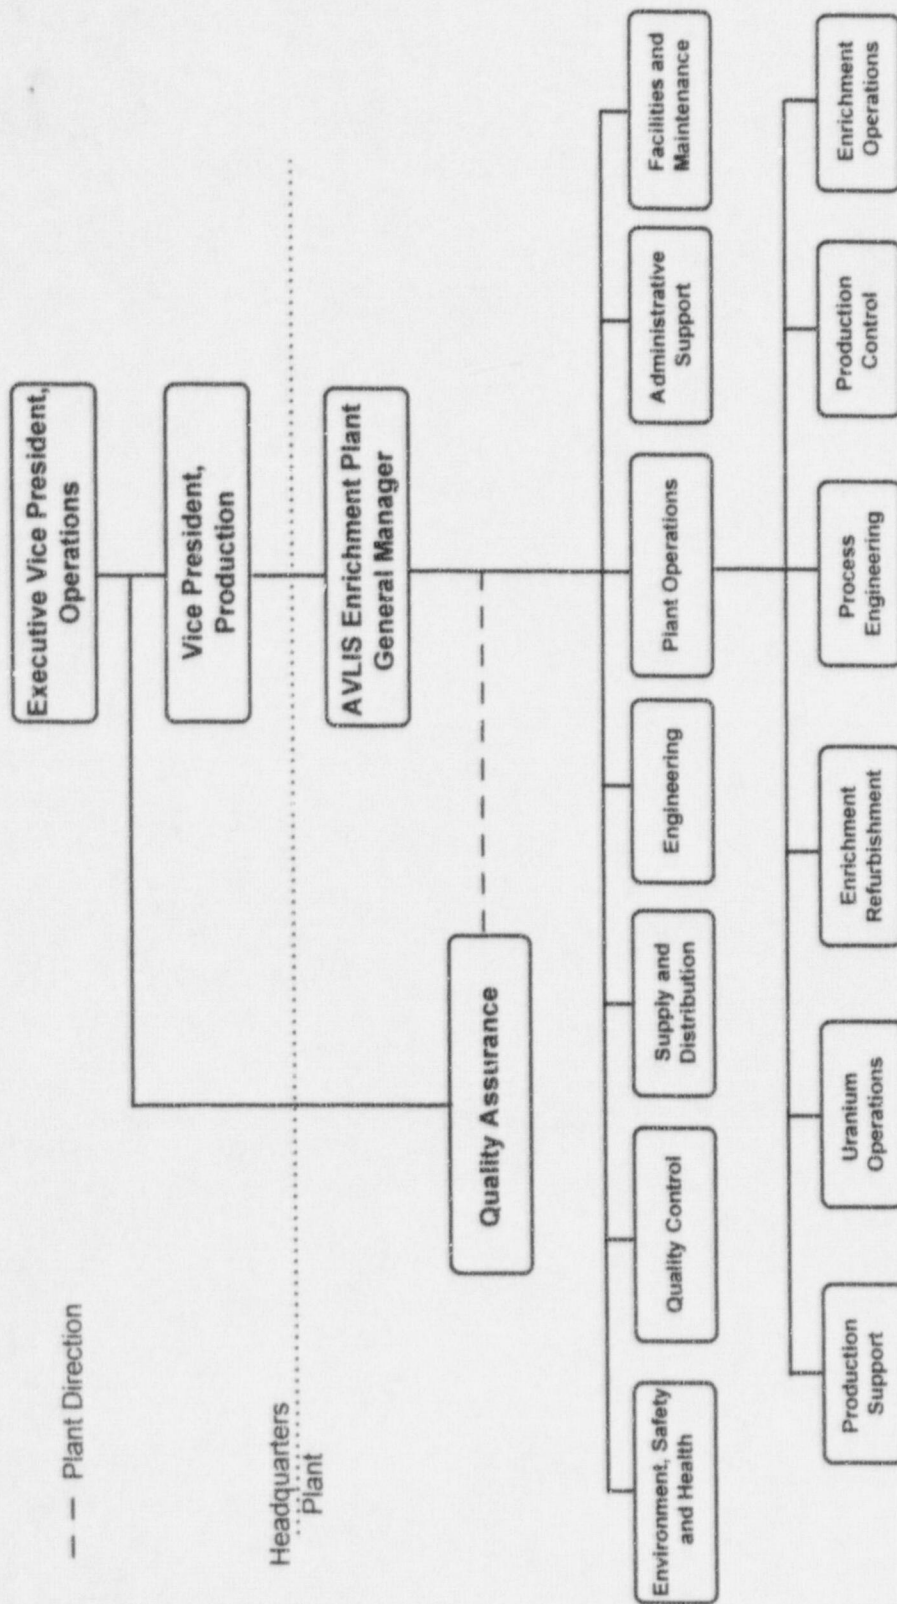 — — Plant Direction
Executive Vice President,
Operations
Vice President,
Production
Headquarters
Plant
AVLIS Enrichment Plant
General Manager
Quality Assurance
Environment, Safety
and Health
Quality Control
Supply and
Distribution
Engineering
Plant Operations
Administrative
Support
Facilities and
Maintenance
Production
Support
Uranium
Operations
Enrichment
Refurbishment
Process
Engineering
Production
Control
Enrichment
Operations